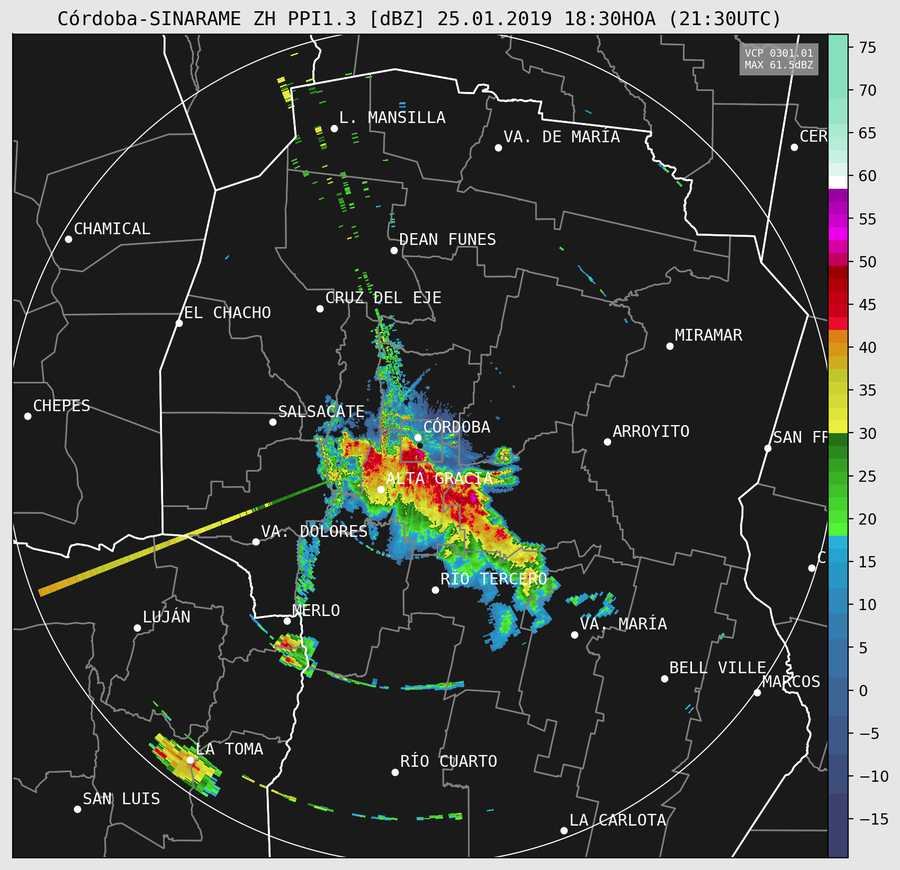 Córdoba-SINARAME ZH PPI1.3 [dBZ] 25.01.2019 18:30HOA (21:30UTC)
VCP 0301.01
MAX 61.5dBZ
75
70
65
60
55
50
45
40
35
30
25
20
15
10
5
0
−5
−10
−15
L. MANSILLA
VA. DE MARÍA
CER
CHAMICAL
DEAN FUNES
CRUZ DEL EJE
EL CHACHO
MIRAMAR
CHEPES
SALSACATE
CÓRDOBA
ARROYITO
SAN FR
ALTA GRACIA
VA. DOLORES
C
RÍO TERCERO
LUJÁN
MERLO
VA. MARÍA
BELL VILLE
MARCOS
LA TOMA
RÍO CUARTO
SAN LUIS
LA CARLOTA